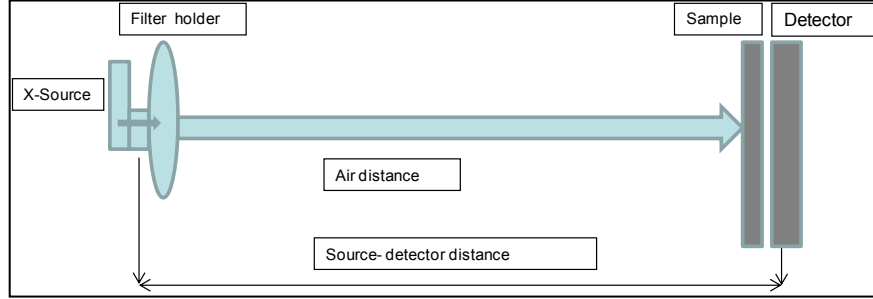 Filter holder
Sample
Detector
X-Source
Air distance
Source- detector distance